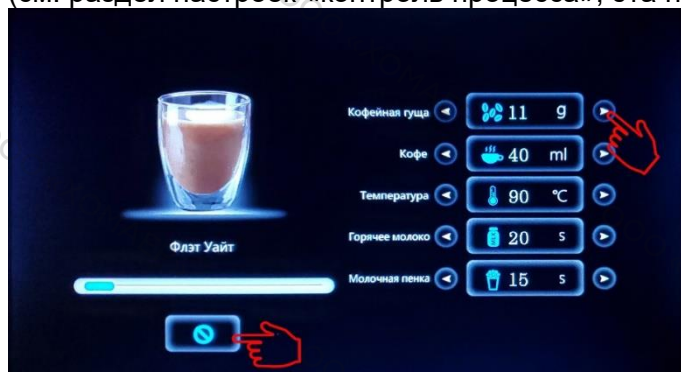 Кофейная гуща 11 g
Кофе 40 ml
Температура 90 °C
Горячее молоко 20 s
Молочная пенка 15 s
Флэт Уайт